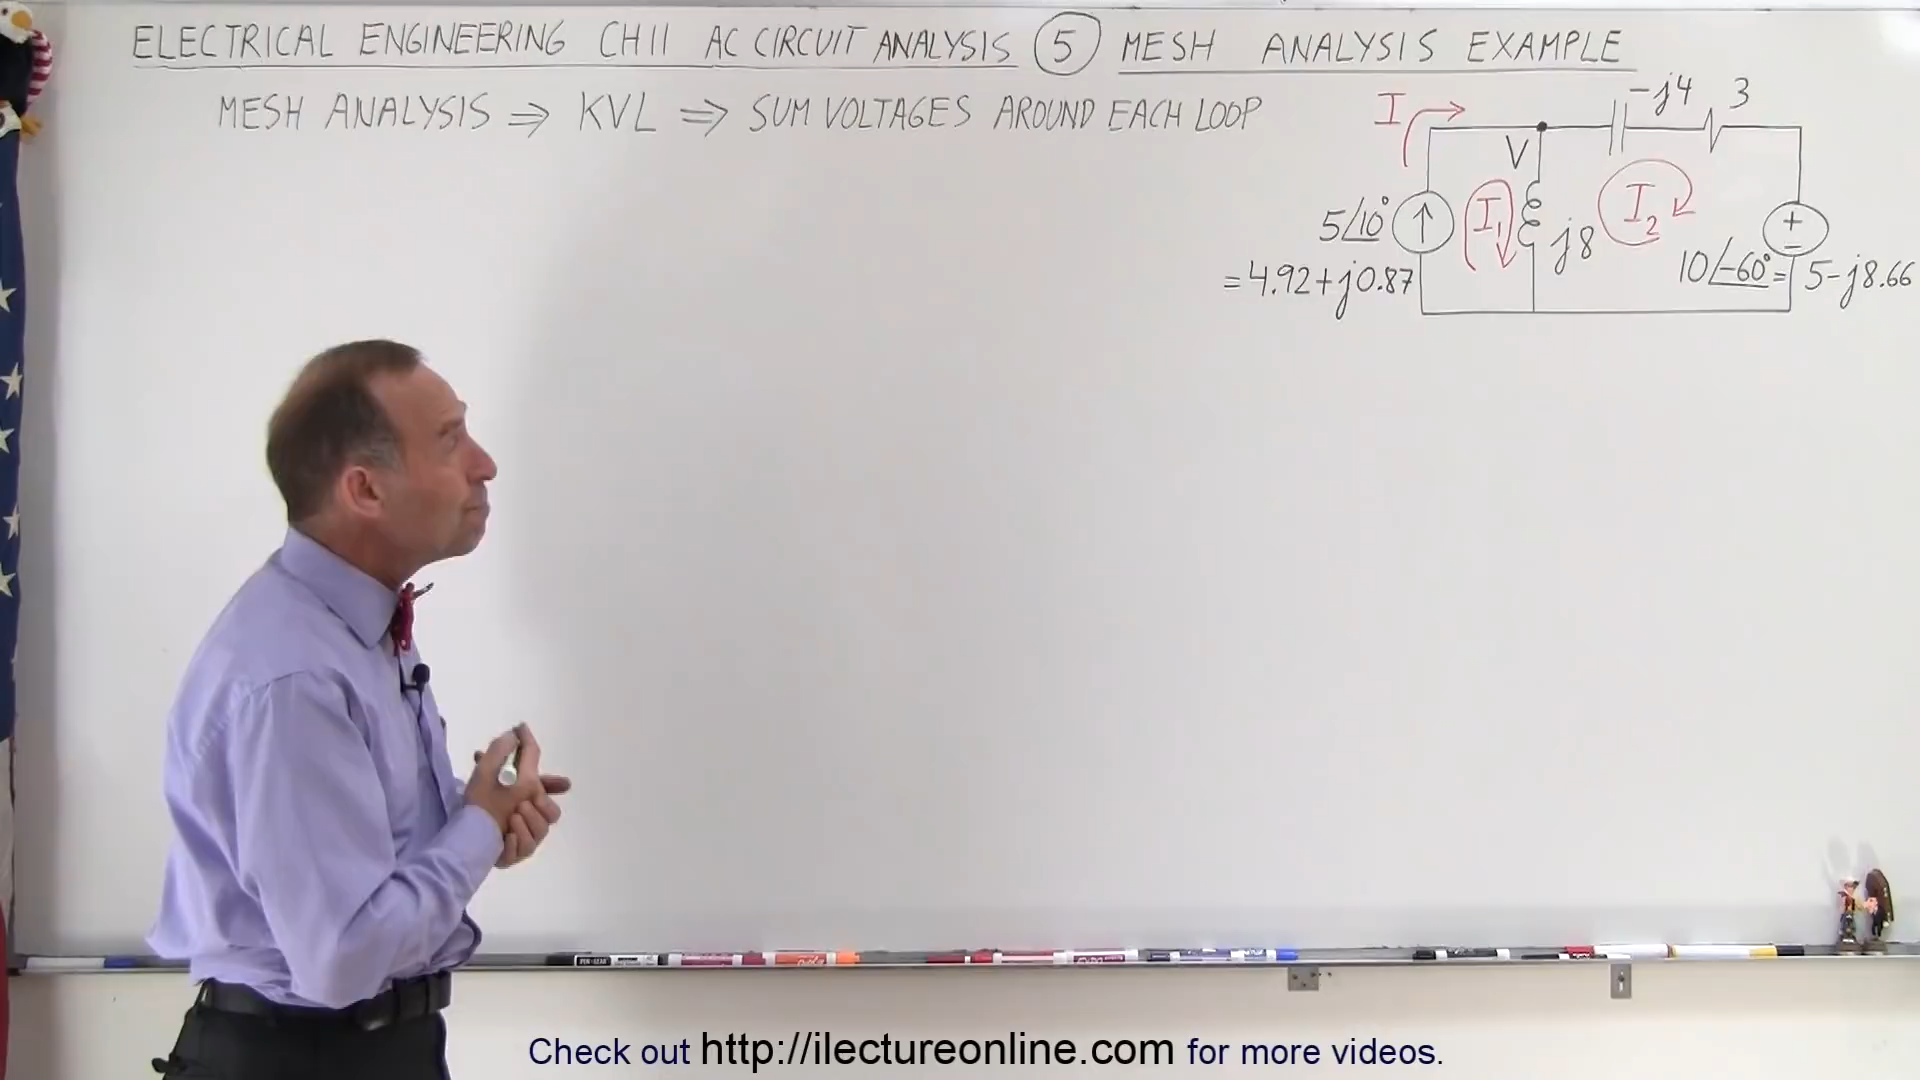 ELECTRICAL ENGINEERING CH11 AC CIRCUIT ANALYSIS ⑤ MESH ANALYSIS EXAMPLE
MESH ANALYSIS ⇒ KVL ⇒ SUM VOLTAGES AROUND EACH LOOP
I
-j4 3
V
5∠10° ↑ I₁ j8 I₂ + −
= 4.92+j0.87
10∠-60° = 5-j8.66
Check out http://ilectureonline.com for more videos.